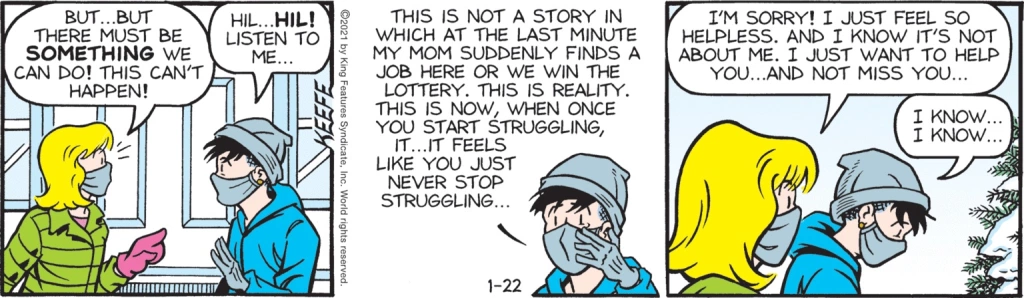 BUT...BUT
THERE MUST BE
SOMETHING WE
CAN DO! THIS CAN'T
HAPPEN!
HIL...HIL!
LISTEN TO
ME...
KEEFE
©2021 by King Features Syndicate, Inc. World rights reserved.
THIS IS NOT A STORY IN
WHICH AT THE LAST MINUTE
MY MOM SUDDENLY FINDS A
JOB HERE OR WE WIN THE
LOTTERY. THIS IS REALITY.
THIS IS NOW, WHEN ONCE
YOU START STRUGGLING,
IT...IT FEELS
LIKE YOU JUST
NEVER STOP
STRUGGLING...
1-22
I'M SORRY! I JUST FEEL SO
HELPLESS. AND I KNOW IT'S NOT
ABOUT ME. I JUST WANT TO HELP
YOU...AND NOT MISS YOU...
I KNOW...
I KNOW...